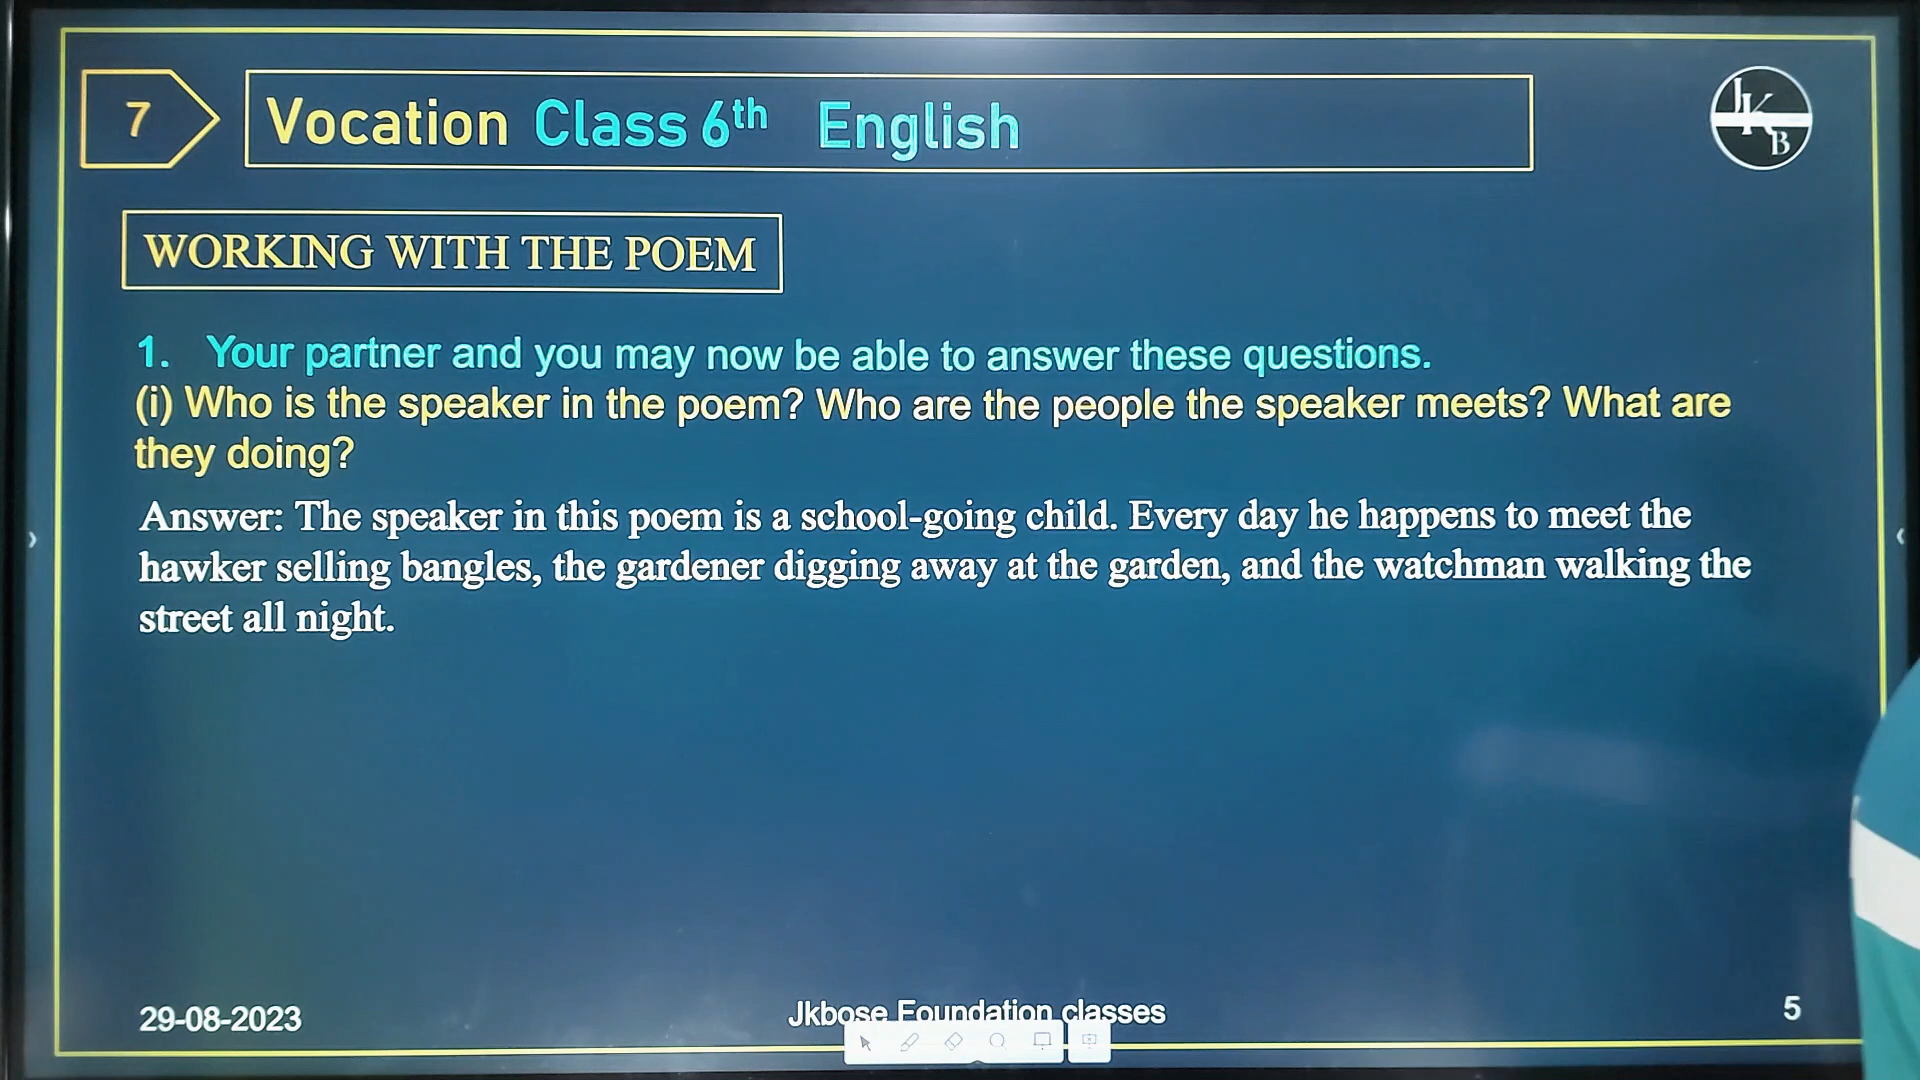 7
Vocation Class 6th English
JKB
WORKING WITH THE POEM
1. Your partner and you may now be able to answer these questions.
(i) Who is the speaker in the poem? Who are the people the speaker meets? What are
they doing?
Answer: The speaker in this poem is a school-going child. Every day he happens to meet the
hawker selling bangles, the gardener digging away at the garden, and the watchman walking the
street all night.
29-08-2023
Jkbose Foundation classes
5